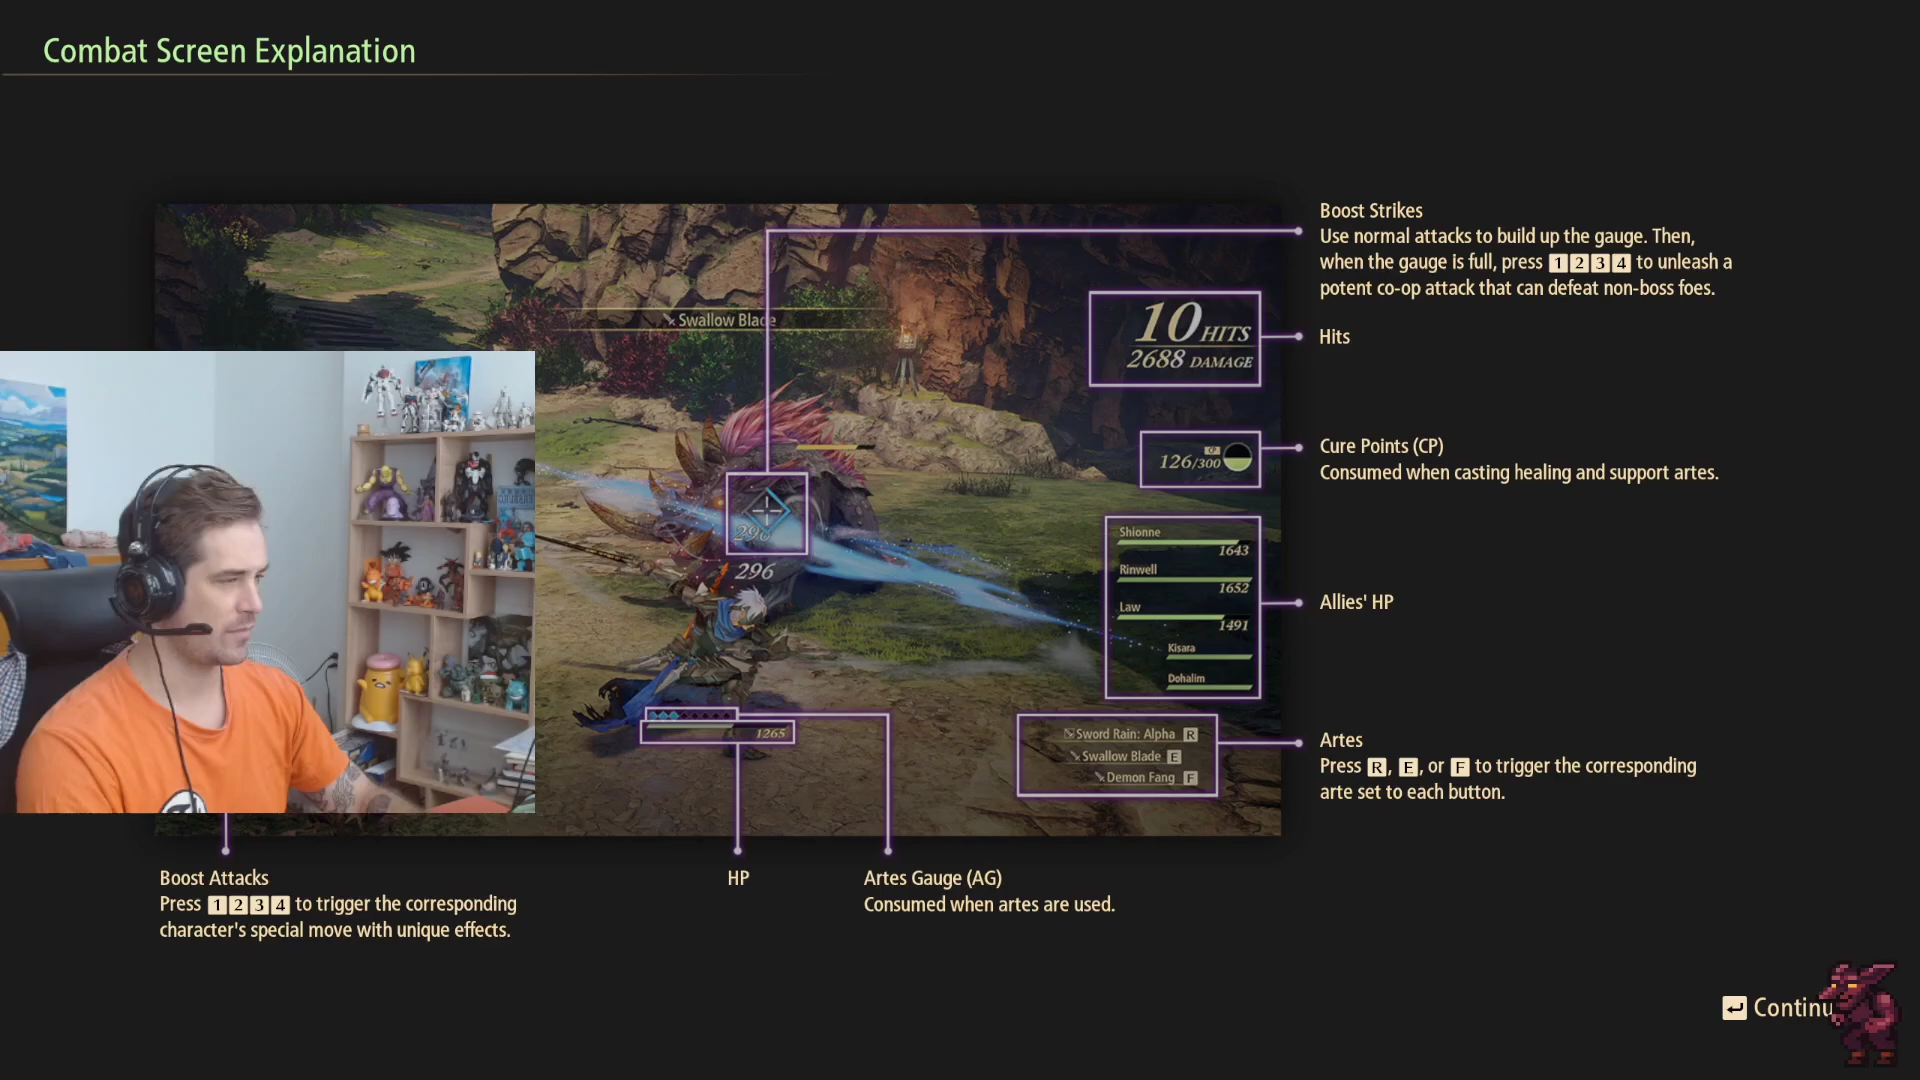 Combat Screen Explanation
Boost Strikes
Use normal attacks to build up the gauge. Then,
when the gauge is full, press 1 2 3 4 to unleash a
potent co-op attack that can defeat non-boss foes.
Swallow Blade
10 HITS
2688 DAMAGE
Hits
CP
126/300
Cure Points (CP)
Consumed when casting healing and support artes.
296
296
Shionne
1643
Rinwell
1652
Law
1491
Kisara
Dohalim
Allies' HP
1265
Sword Rain: Alpha R
Swallow Blade E
Demon Fang F
Artes
Press R, E, or F to trigger the corresponding
arte set to each button.
Boost Attacks
Press 1 2 3 4 to trigger the corresponding
character's special move with unique effects.
HP
Artes Gauge (AG)
Consumed when artes are used.
Continu